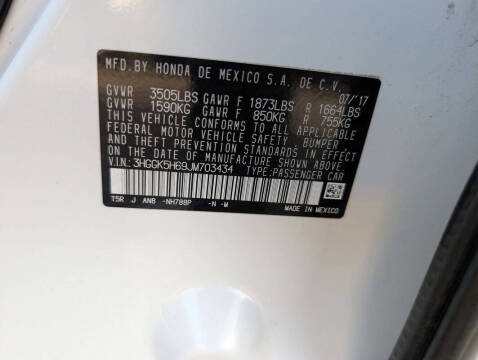 MFD.BY HONDA DE MEXICO S.A. DE C.V.
07/'17
GVWR 3505LBS GAWR F 1873LBS R 1664LBS
GVWR 1590KG GAWR F 850KG R 755KG
THIS VEHICLE CONFORMS TO ALL APPLICABLE
FEDERAL MOTOR VEHICLE SAFETY, BUMPER
AND THEFT PREVENTION STANDARDS IN EFFECT
ON THE DATE OF MANUFACTURE SHOWN ABOVE.
V.I.N.: 3HGGK5H69JM703434 TYPE:PASSENGER CAR
T5R J AN8 -NH788P -N -M
MADE IN MEXICO